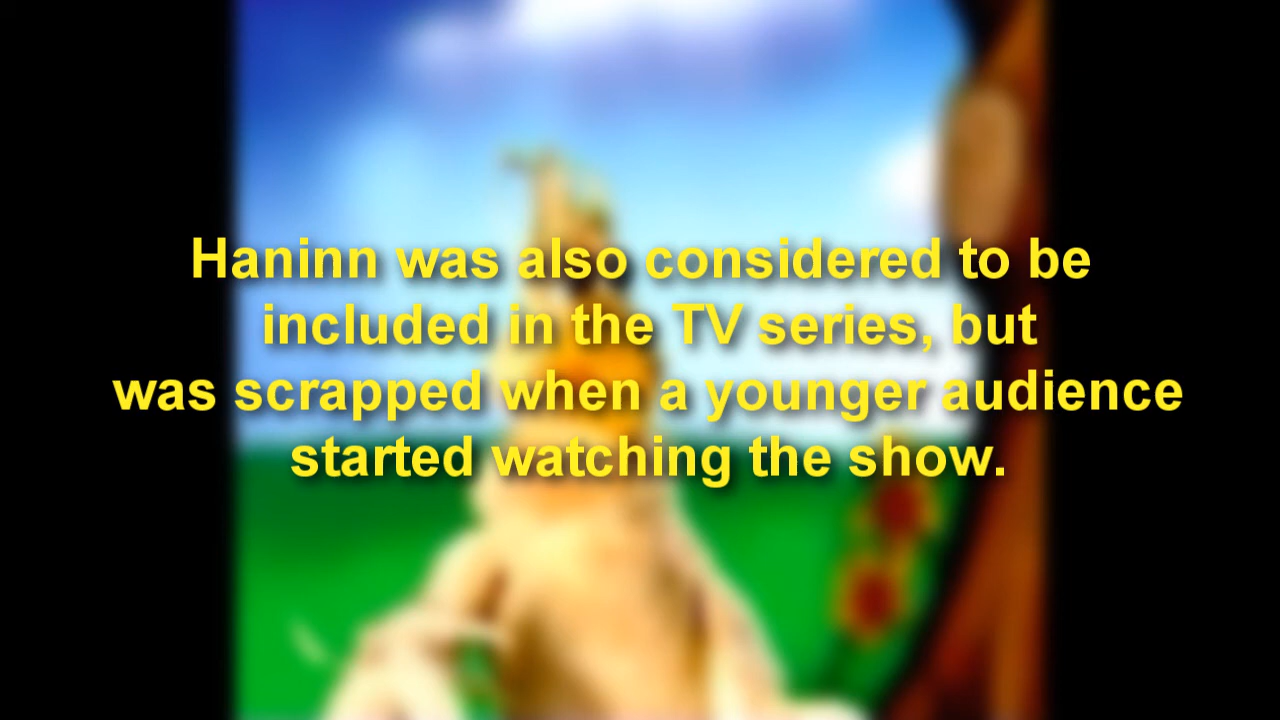 Haninn was also considered to be
included in the TV series, but
was scrapped when a younger audience
started watching the show.